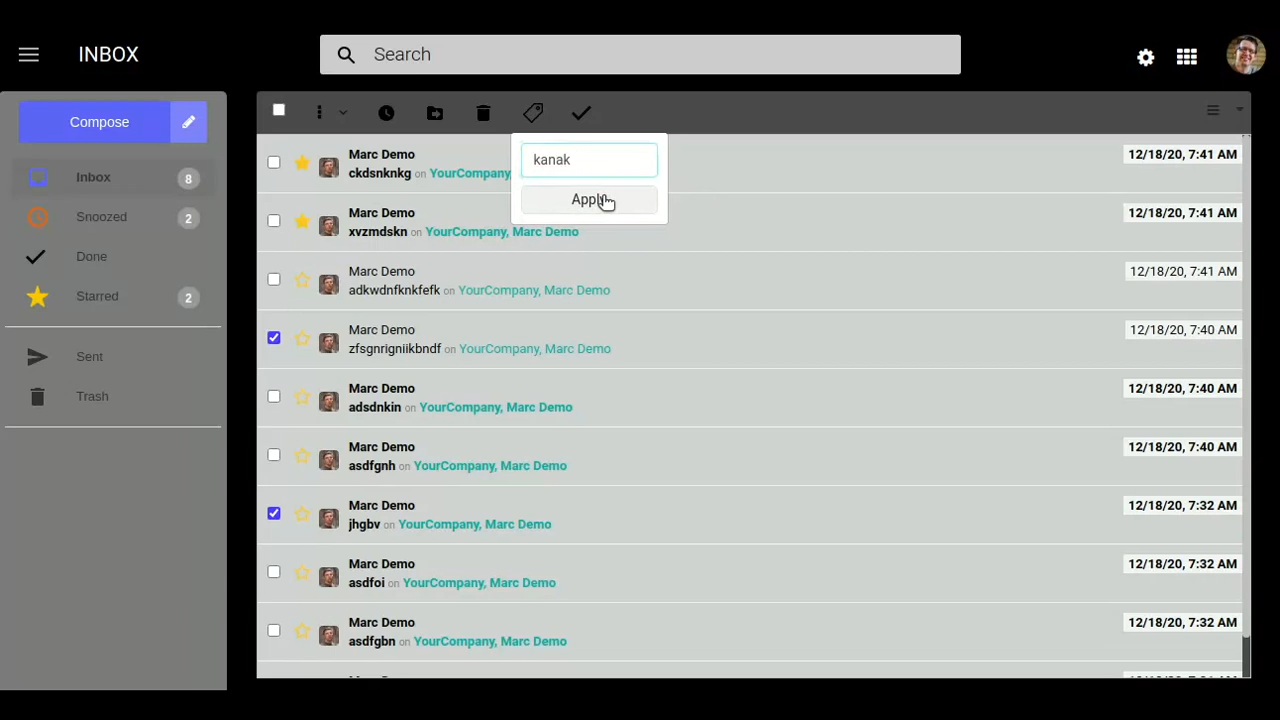 INBOX
Search
Compose
Inbox 8
Snoozed 2
Done
Starred 2
Sent
Trash
kanak
Apply
Marc Demo 12/18/20, 7:41 AM
ckdsnknkg on YourCompany,
Marc Demo 12/18/20, 7:41 AM
xvzmdskn on YourCompany, Marc Demo
Marc Demo 12/18/20, 7:41 AM
adkwdnfknkfefk on YourCompany, Marc Demo
Marc Demo 12/18/20, 7:40 AM
zfsgnrigniikbndf on YourCompany, Marc Demo
Marc Demo 12/18/20, 7:40 AM
adsdnkin on YourCompany, Marc Demo
Marc Demo 12/18/20, 7:40 AM
asdfgnh on YourCompany, Marc Demo
Marc Demo 12/18/20, 7:32 AM
jhgbv on YourCompany, Marc Demo
Marc Demo 12/18/20, 7:32 AM
asdfoi on YourCompany, Marc Demo
Marc Demo 12/18/20, 7:32 AM
asdfgbn on YourCompany, Marc Demo